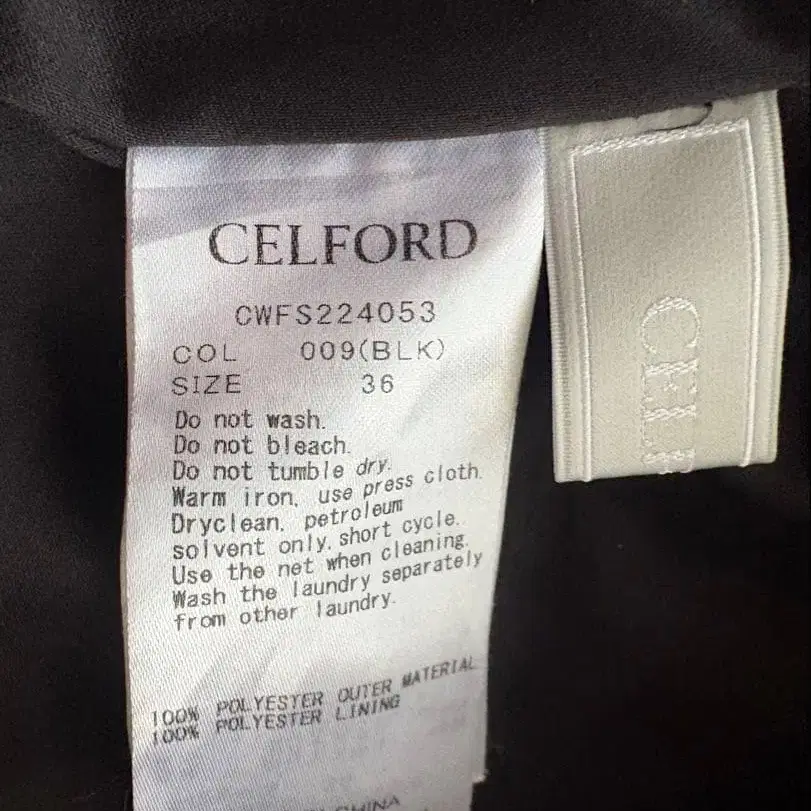 CELFORD
CWFS224053
COL 009(BLK)
SIZE 36
Do not wash.
Do not bleach.
Do not tumble dry.
Warm iron, use press cloth.
Dryclean, petroleum
solvent only, short cycle.
Use the net when cleaning.
Wash the laundry separately
from other laundry.
100% POLYESTER OUTER MATERIAL
100% POLYESTER LINING
CHINA
CELF